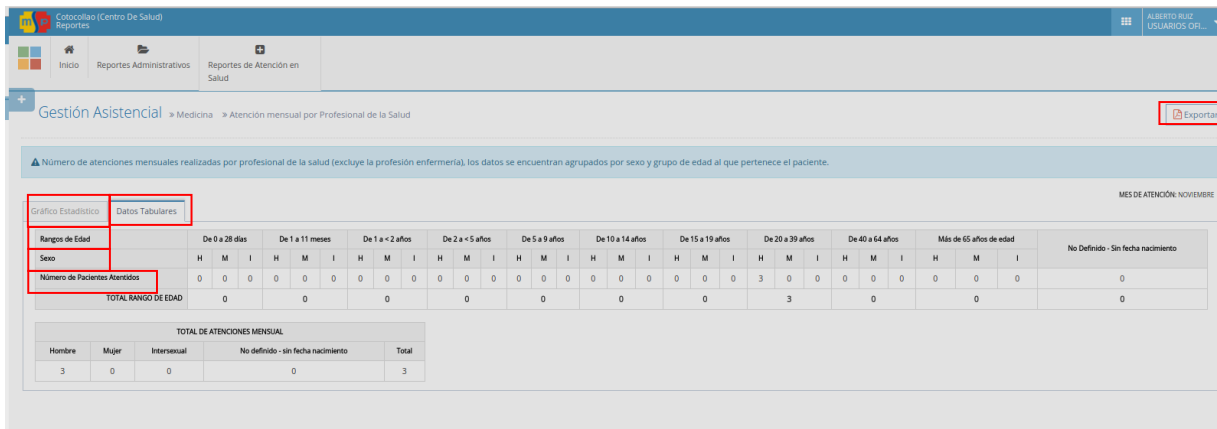 Cotocollao (Centro De Salud)
Reportes
ALBERTO RUIZ
USUARIOS OFI...
Inicio
Reportes Administrativos
Reportes de Atención en
Salud
Gestión Asistencial » Medicina » Atención mensual por Profesional de la Salud
Exportar
Número de atenciones mensuales realizadas por profesional de la salud (excluye la profesión enfermería), los datos se encuentran agrupados por sexo y grupo de edad al que pertenece el paciente.
MES DE ATENCIÓN: NOVIEMBRE
Gráfico Estadístico Datos Tabulares
Rangos de Edad De 0 a 28 días De 1 a 11 meses De 1 a < 2 años De 2 a < 5 años De 5 a 9 años De 10 a 14 años De 15 a 19 años De 20 a 39 años De 40 a 64 años Más de 65 años de edad No Definido - Sin fecha nacimiento
Sexo H M I H M I H M I H M I H M I H M I H M I H M I H M I H M I
Número de Pacientes Atentidos 0 0 0 0 0 0 0 0 0 0 0 0 0 0 0 0 0 0 0 0 0 3 0 0 0 0 0 0 0 0 0
TOTAL RANGO DE EDAD 0 0 0 0 0 0 0 3 0 0 0
TOTAL DE ATENCIONES MENSUAL
Hombre Mujer Intersexual No definido - sin fecha nacimiento Total
3 0 0 0 3